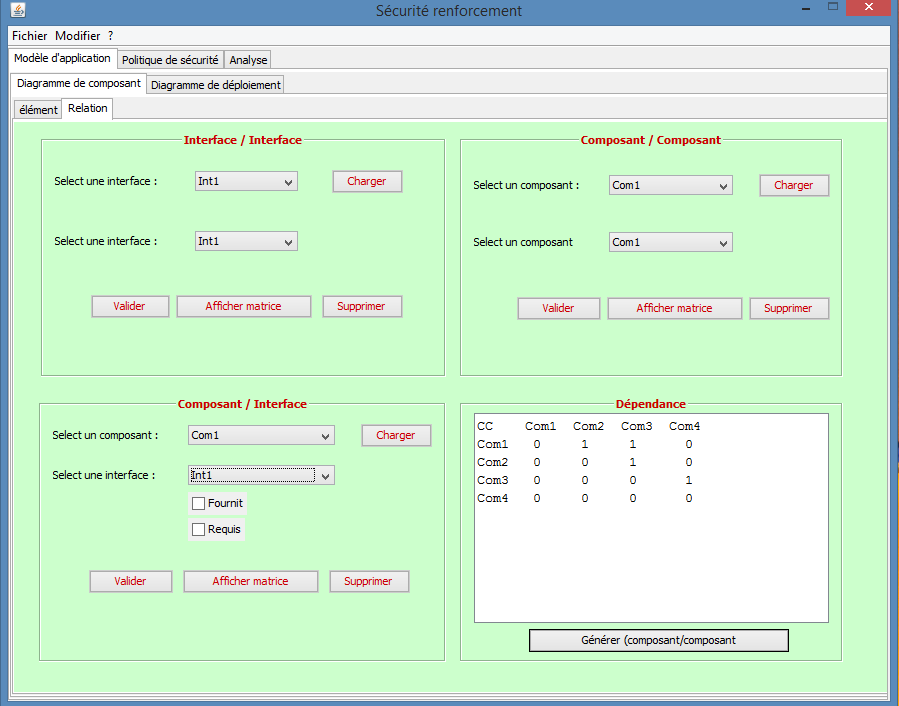 Sécurité renforcement
Fichier Modifier ?
Modèle d'application Politique de sécurité Analyse
Diagramme de composant Diagramme de déploiement
élément Relation
Interface / Interface
Select une interface : Int1 Charger
Select une interface : Int1
Valider Afficher matrice Supprimer
Composant / Composant
Select un composant : Com1 Charger
Select un composant Com1
Valider Afficher matrice Supprimer
Composant / Interface
Select un composant : Com1 Charger
Select une interface : Int1
Fournit
Requis
Valider Afficher matrice Supprimer
Dépendance
CC Com1 Com2 Com3 Com4
Com1 0 1 1 0
Com2 0 0 1 0
Com3 0 0 0 1
Com4 0 0 0 0
Générer (composant/composant